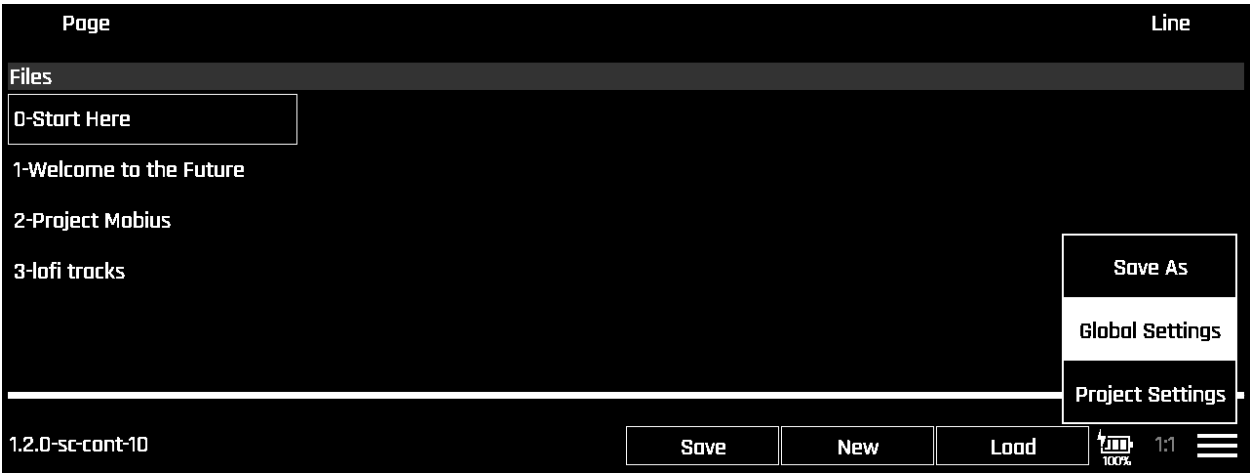 Page Line
Files
0-Start Here
1-Welcome to the Future
2-Project Mobius
3-lofi tracks
Save As
Global Settings
Project Settings
1.2.0-sc-cont-10 Save New Load 100% 1:1